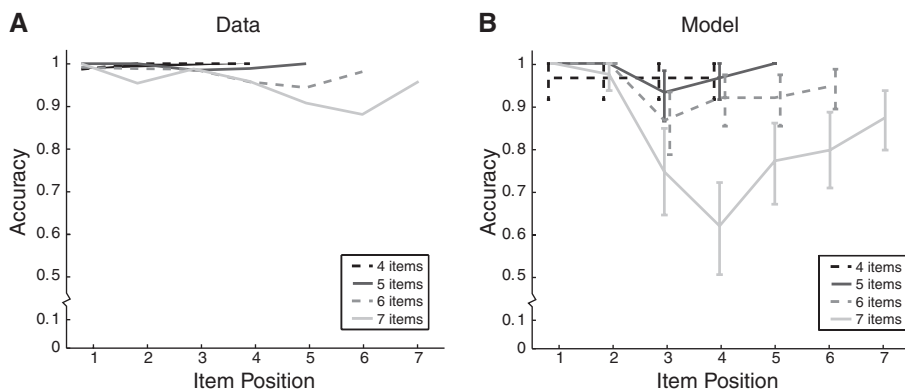 A
Data
1
0.9
0.8
0.7
0.6
0.5
0.1
0
Accuracy
1 2 3 4 5 6 7
Item Position
4 items
5 items
6 items
7 items
B
Model
1
0.9
0.8
0.7
0.6
0.5
0.1
0
Accuracy
1 2 3 4 5 6 7
Item Position
4 items
5 items
6 items
7 items